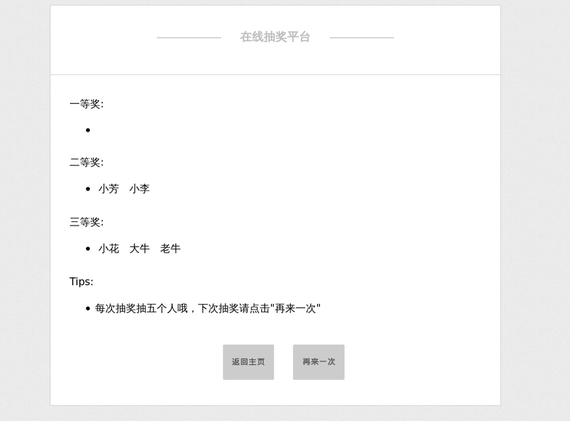 在线抽奖平台
一等奖:
二等奖:
小芳 小李
三等奖:
小花 大牛 老牛
Tips:
每次抽奖抽五个人哦，下次抽奖请点击"再来一次"
返回主页 再来一次